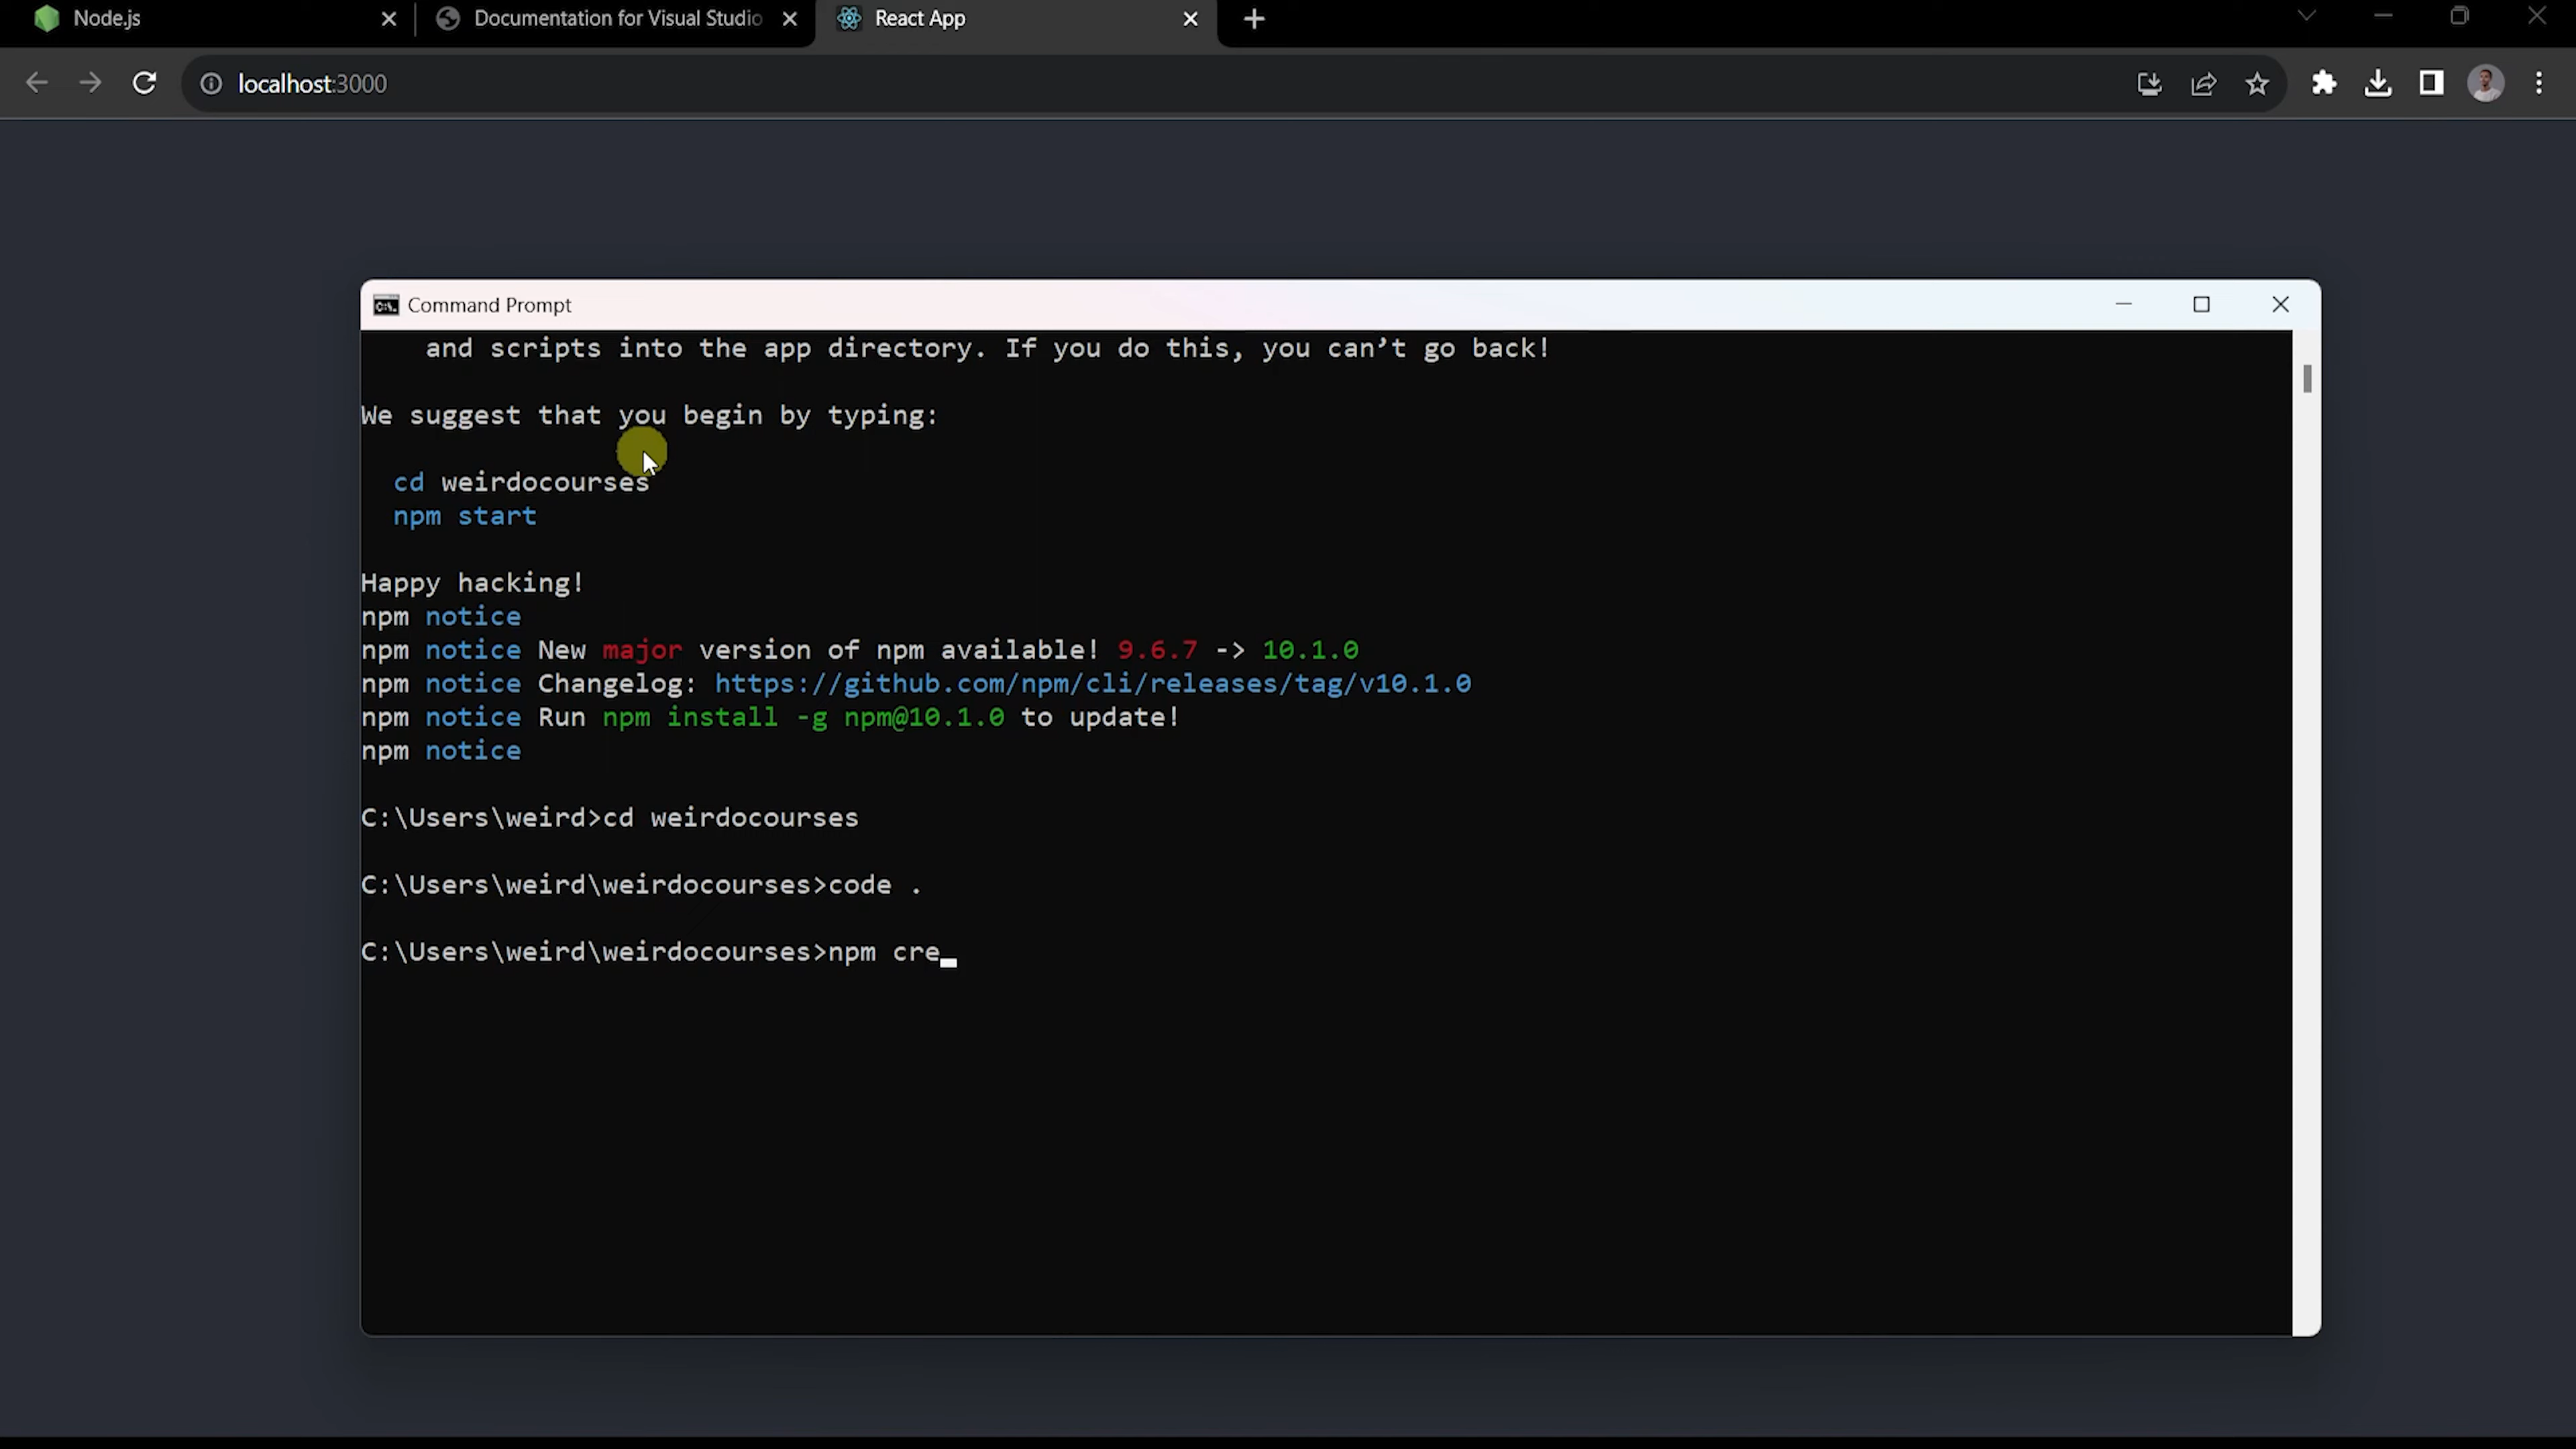 Node.js
Documentation for Visual Studio
React App
localhost:3000
Command Prompt
and scripts into the app directory. If you do this, you can’t go back!
We suggest that you begin by typing:
cd weirdocourses
npm start
Happy hacking!
npm notice
npm notice New major version of npm available! 9.6.7 -> 10.1.0
npm notice Changelog: https://github.com/npm/cli/releases/tag/v10.1.0
npm notice Run npm install -g npm@10.1.0 to update!
npm notice
C:\Users\weird>cd weirdocourses
C:\Users\weird\weirdocourses>code .
C:\Users\weird\weirdocourses>npm cre